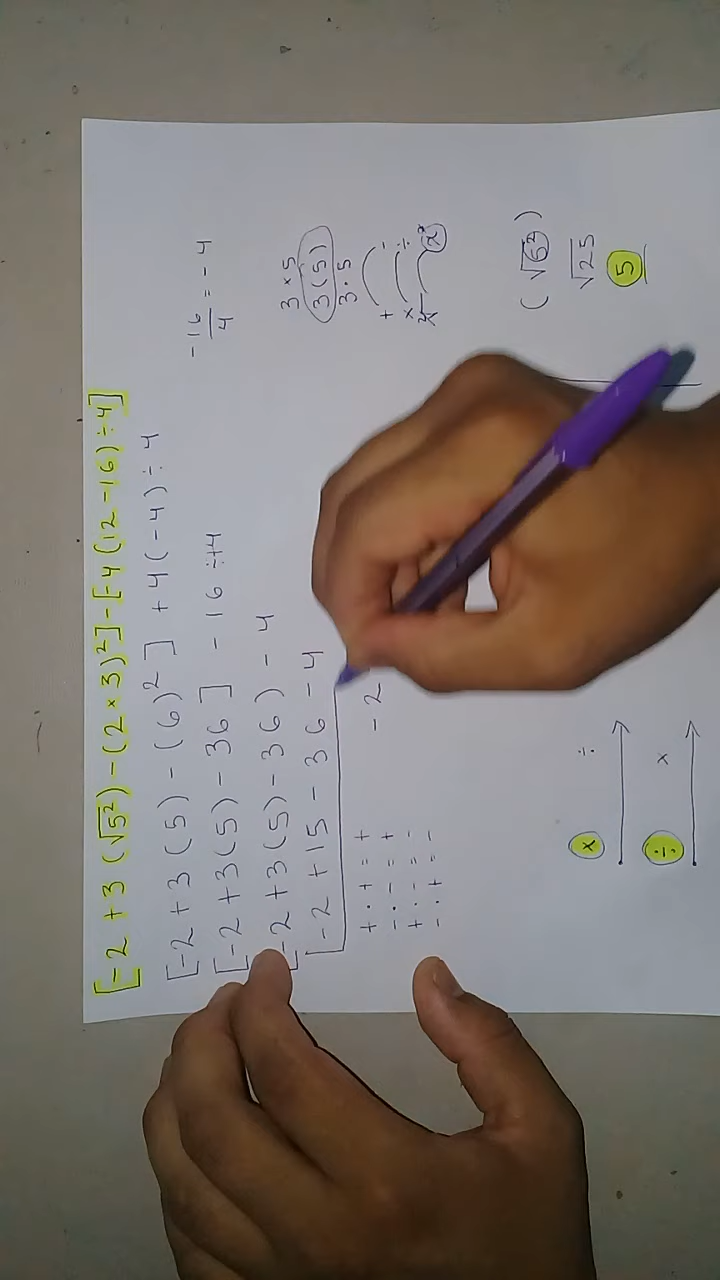 [-2 + 3 (√5²) - (2 × 3)²] - [-4 (12 - 16) ÷ 4]
[-2 + 3 (5) - (6)²] + 4 (-4) ÷ 4
[-2 + 3(5) - 36] - 16 ÷ +4
[-2 + 3(5) - 36) - 4
-2 + 15 - 36 - 4
-2
+ · + = +
- · - = +
+ · - = -
- · + = -
-16/4 = -4
3 × 5
3 (5)
3 · 5
+ -
× ÷
(√6²)
√25
5
× ÷
÷ ×